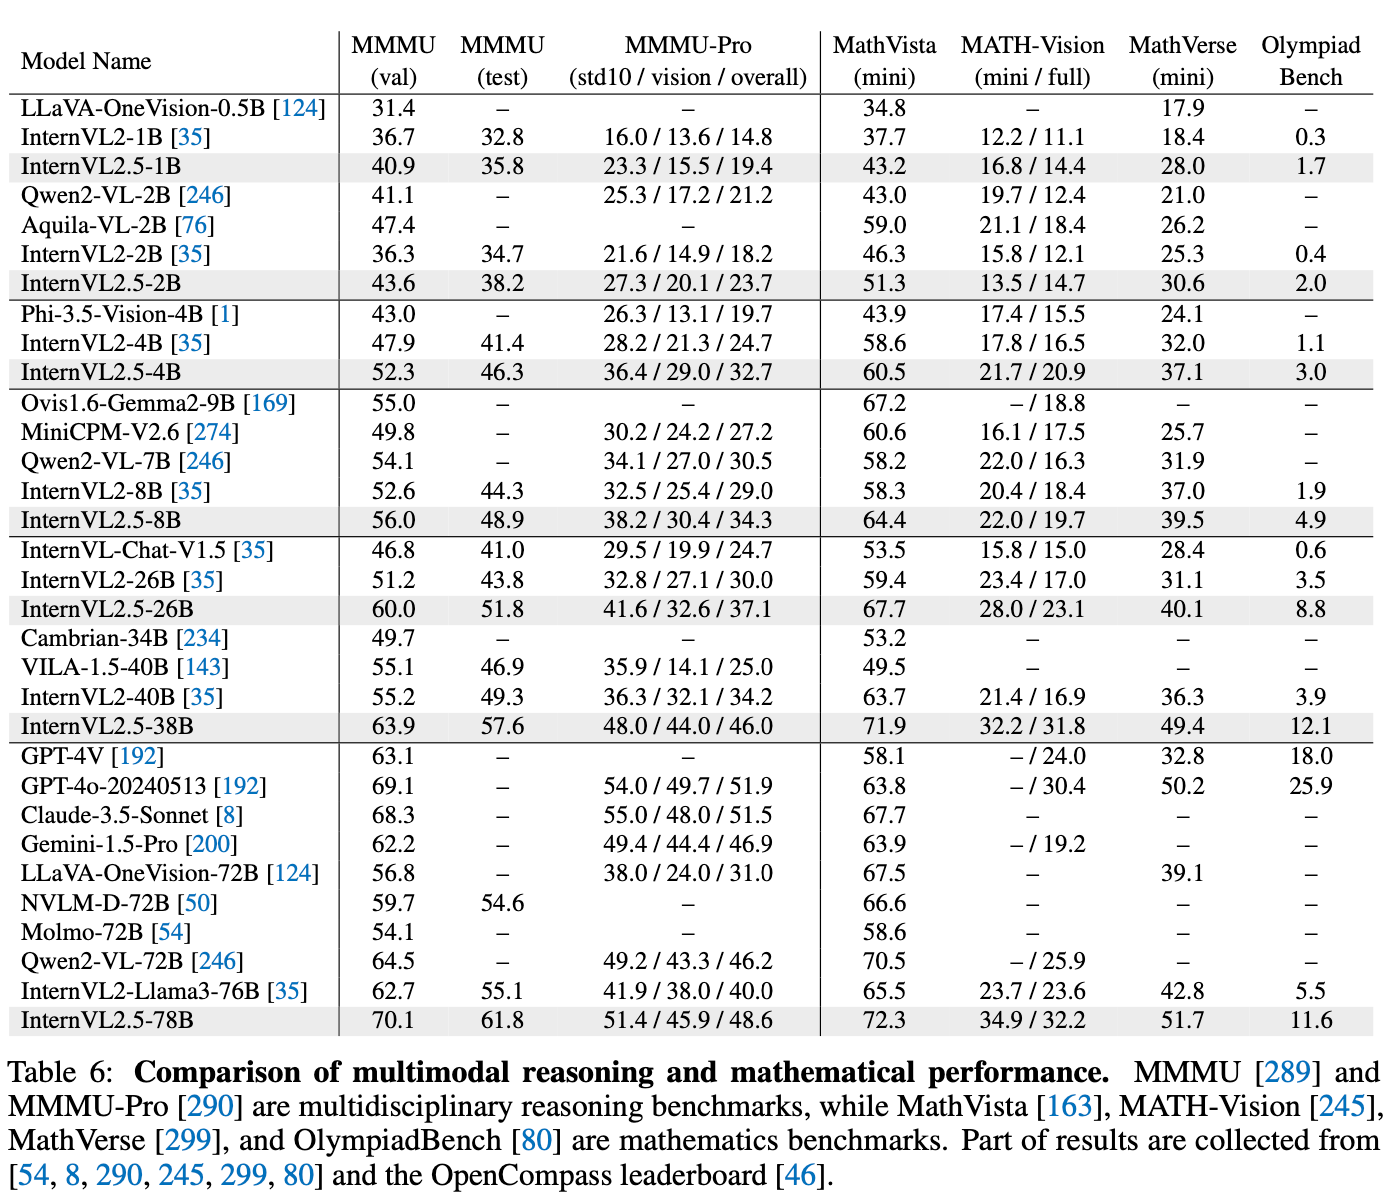 Model Name MMMU (val) MMMU (test) MMMU-Pro (std10 / vision / overall) MathVista (mini) MATH-Vision (mini / full) MathVerse (mini) Olympiad Bench
LLaVA-OneVision-0.5B [124] 31.4 – – 34.8 – 17.9 –
InternVL2-1B [35] 36.7 32.8 16.0 / 13.6 / 14.8 37.7 12.2 / 11.1 18.4 0.3
InternVL2.5-1B 40.9 35.8 23.3 / 15.5 / 19.4 43.2 16.8 / 14.4 28.0 1.7
Qwen2-VL-2B [246] 41.1 – 25.3 / 17.2 / 21.2 43.0 19.7 / 12.4 21.0 –
Aquila-VL-2B [76] 47.4 – – 59.0 21.1 / 18.4 26.2 –
InternVL2-2B [35] 36.3 34.7 21.6 / 14.9 / 18.2 46.3 15.8 / 12.1 25.3 0.4
InternVL2.5-2B 43.6 38.2 27.3 / 20.1 / 23.7 51.3 13.5 / 14.7 30.6 2.0
Phi-3.5-Vision-4B [1] 43.0 – 26.3 / 13.1 / 19.7 43.9 17.4 / 15.5 24.1 –
InternVL2-4B [35] 47.9 41.4 28.2 / 21.3 / 24.7 58.6 17.8 / 16.5 32.0 1.1
InternVL2.5-4B 52.3 46.3 36.4 / 29.0 / 32.7 60.5 21.7 / 20.9 37.1 3.0
Ovis1.6-Gemma2-9B [169] 55.0 – – 67.2 – / 18.8 – –
MiniCPM-V2.6 [274] 49.8 – 30.2 / 24.2 / 27.2 60.6 16.1 / 17.5 25.7 –
Qwen2-VL-7B [246] 54.1 – 34.1 / 27.0 / 30.5 58.2 22.0 / 16.3 31.9 –
InternVL2-8B [35] 52.6 44.3 32.5 / 25.4 / 29.0 58.3 20.4 / 18.4 37.0 1.9
InternVL2.5-8B 56.0 48.9 38.2 / 30.4 / 34.3 64.4 22.0 / 19.7 39.5 4.9
InternVL-Chat-V1.5 [35] 46.8 41.0 29.5 / 19.9 / 24.7 53.5 15.8 / 15.0 28.4 0.6
InternVL2-26B [35] 51.2 43.8 32.8 / 27.1 / 30.0 59.4 23.4 / 17.0 31.1 3.5
InternVL2.5-26B 60.0 51.8 41.6 / 32.6 / 37.1 67.7 28.0 / 23.1 40.1 8.8
Cambrian-34B [234] 49.7 – – 53.2 – – –
VILA-1.5-40B [143] 55.1 46.9 35.9 / 14.1 / 25.0 49.5 – – –
InternVL2-40B [35] 55.2 49.3 36.3 / 32.1 / 34.2 63.7 21.4 / 16.9 36.3 3.9
InternVL2.5-38B 63.9 57.6 48.0 / 44.0 / 46.0 71.9 32.2 / 31.8 49.4 12.1
GPT-4V [192] 63.1 – – 58.1 – / 24.0 32.8 18.0
GPT-4o-20240513 [192] 69.1 – 54.0 / 49.7 / 51.9 63.8 – / 30.4 50.2 25.9
Claude-3.5-Sonnet [8] 68.3 – 55.0 / 48.0 / 51.5 67.7 – – –
Gemini-1.5-Pro [200] 62.2 – 49.4 / 44.4 / 46.9 63.9 – / 19.2 – –
LLaVA-OneVision-72B [124] 56.8 – 38.0 / 24.0 / 31.0 67.5 – 39.1 –
NVLM-D-72B [50] 59.7 54.6 – 66.6 – – –
Molmo-72B [54] 54.1 – – 58.6 – – –
Qwen2-VL-72B [246] 64.5 – 49.2 / 43.3 / 46.2 70.5 – / 25.9 – –
InternVL2-Llama3-76B [35] 62.7 55.1 41.9 / 38.0 / 40.0 65.5 23.7 / 23.6 42.8 5.5
InternVL2.5-78B 70.1 61.8 51.4 / 45.9 / 48.6 72.3 34.9 / 32.2 51.7 11.6
Table 6: Comparison of multimodal reasoning and mathematical performance. MMMU [289] and
MMMU-Pro [290] are multidisciplinary reasoning benchmarks, while MathVista [163], MATH-Vision [245],
MathVerse [299], and OlympiadBench [80] are mathematics benchmarks. Part of results are collected from
[54, 8, 290, 245, 299, 80] and the OpenCompass leaderboard [46].